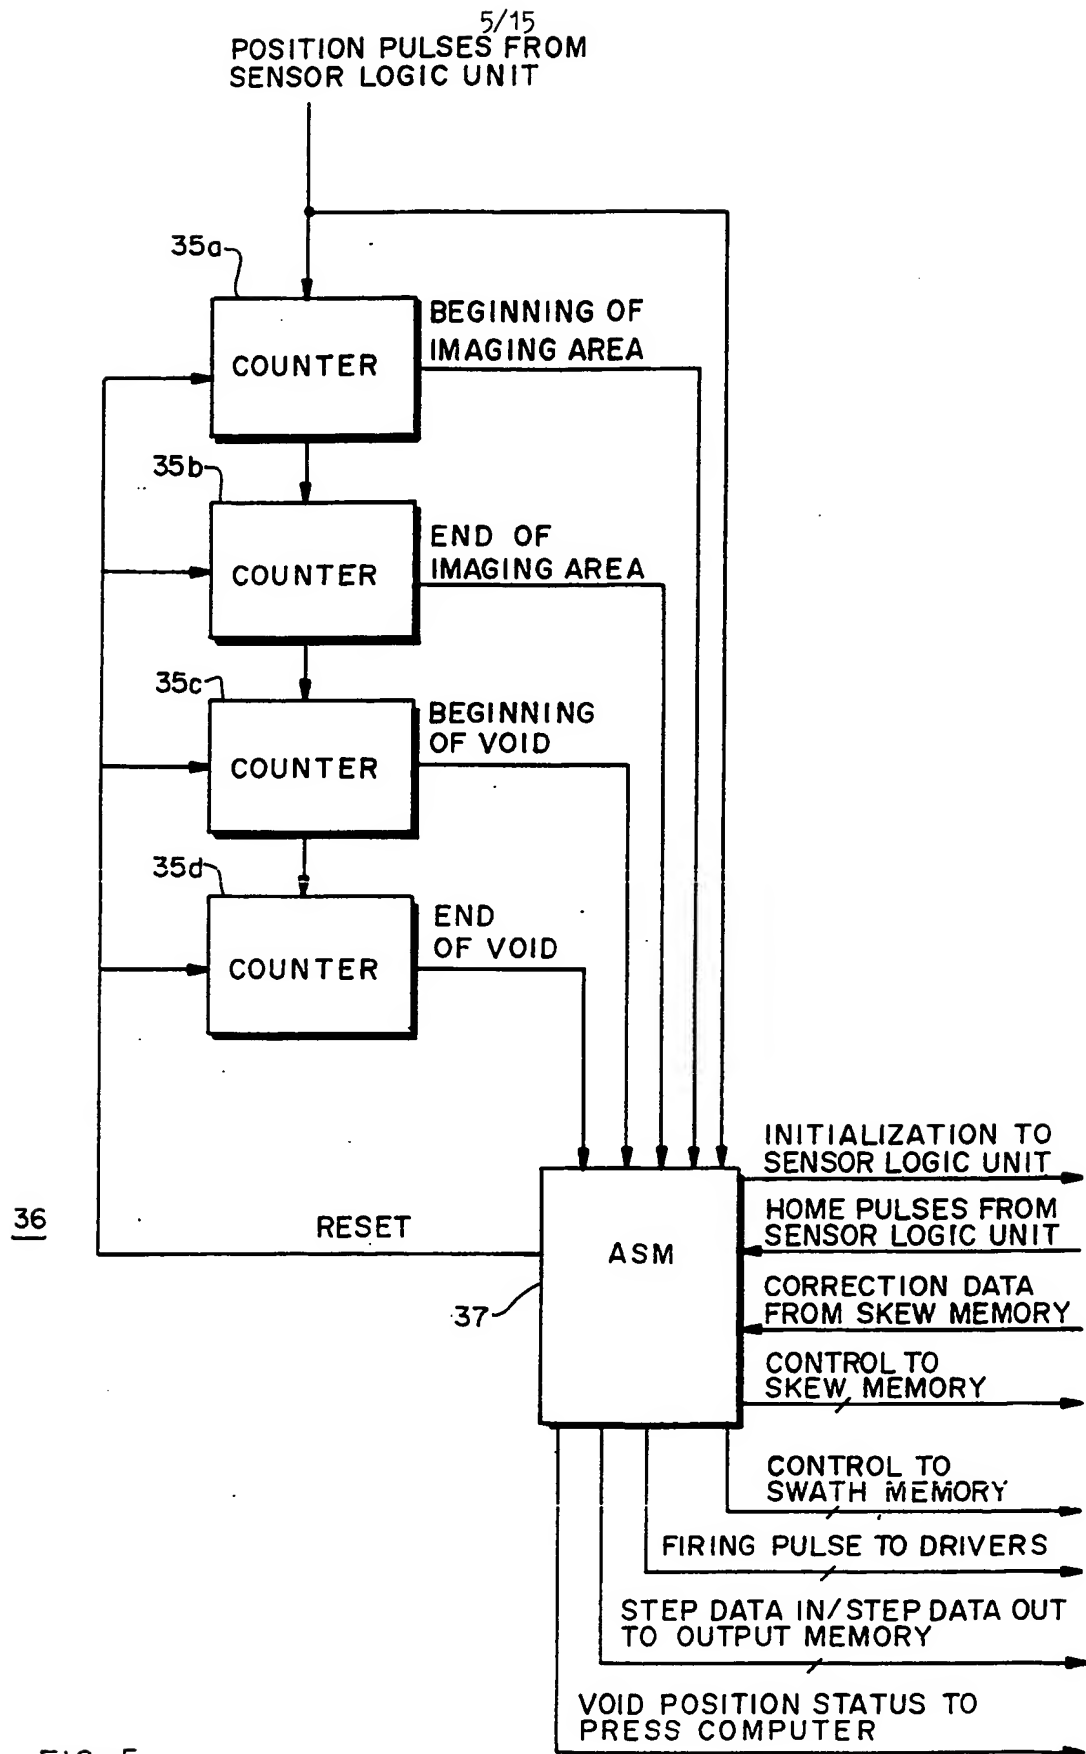 5/15
POSITION PULSES FROM
SENSOR LOGIC UNIT
35a
COUNTER
BEGINNING OF
IMAGING AREA
35b
COUNTER
END OF
IMAGING AREA
35c
COUNTER
BEGINNING
OF VOID
35d
COUNTER
END
OF VOID
36
RESET
ASM
37
INITIALIZATION TO
SENSOR LOGIC UNIT
HOME PULSES FROM
SENSOR LOGIC UNIT
CORRECTION DATA
FROM SKEW MEMORY
CONTROL TO
SKEW MEMORY
CONTROL TO
SWATH MEMORY
FIRING PULSE TO DRIVERS
STEP DATA IN/STEP DATA OUT
TO OUTPUT MEMORY
VOID POSITION STATUS TO
PRESS COMPUTER
FIG. 5